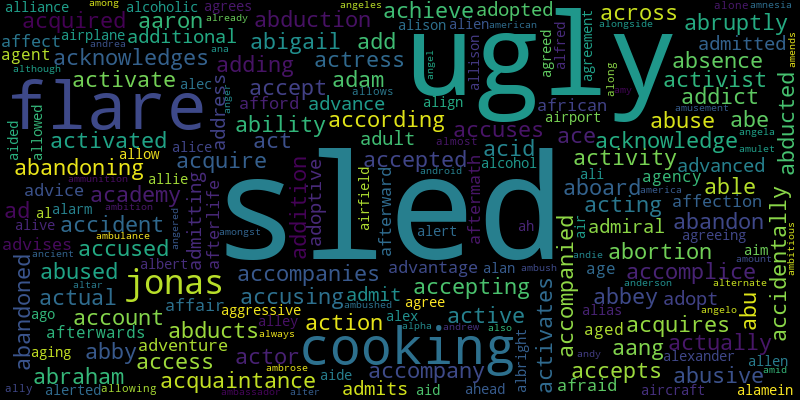 alliance alcoholic among agrees already angeles alone amnesia
acquired aaron abduction achieve adopted across abruptly
affect airplane andrea additional abigail add alison alien american alongside admitted
although agent acknowledges adding actress ana angel allison ugly agreed alfred agreement along absence amends
activate alec address accept adam anger allows align african airport amy activist
flare afford advance according amusement addict abducted
aided allowed activated ability adult accuses ace abuse abe
abandoning allow alice act almost acknowledge angela
acquire accepted acid alcohol activity advanced amulet
ammunition allie addition adoptive android ali agency able
advice academy admitting afterlife airfield afterward sled aftermath aboard america affection
ad al alarm ambition answered amongst alert ah air acting abandon
alive accident ambulance admiral agreeing ambitious
advises ancient accused albert accompanies advantage alan ambush andie abortion aim accidentally
abandoned abused altar jonas accusing admit ambushed accepting accompanied age accomplice amount
actual affair aggressive alex agree activates abbey adopt anderson alternate abu
ago account alley action alpha andrew also active alias acquires angelo
afterwards always aged actually
aging abby adventure actor cooking albright andy aang alexander allen
abraham access ambrose aide accompany accepts abusive amid
ally alerted allowing abducts acquaintance ambassador alter admits aid ahead afraid aircraft alamein